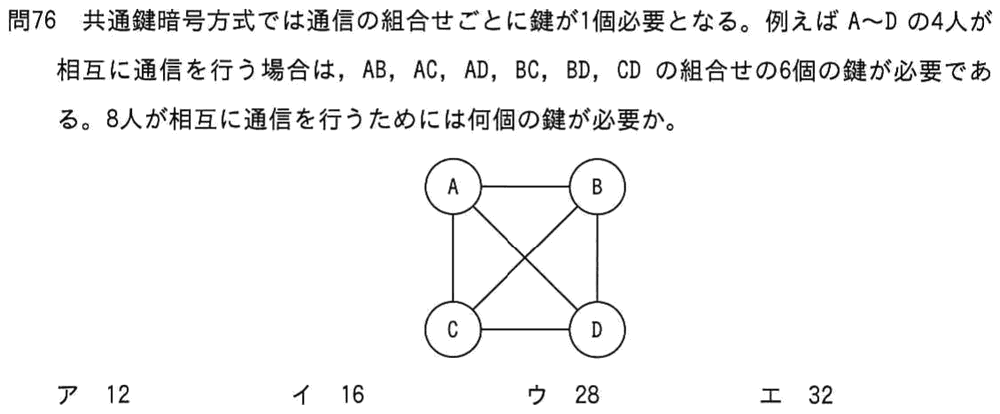 問76　共通鍵暗号方式では通信の組合せごとに鍵が1個必要となる。例えば A～D の4人が
相互に通信を行う場合は，AB，AC，AD，BC，BD，CD の組合せの6個の鍵が必要であ
る。8人が相互に通信を行うためには何個の鍵が必要か。
A B
C D
ア 12 イ 16 ウ 28 エ 32